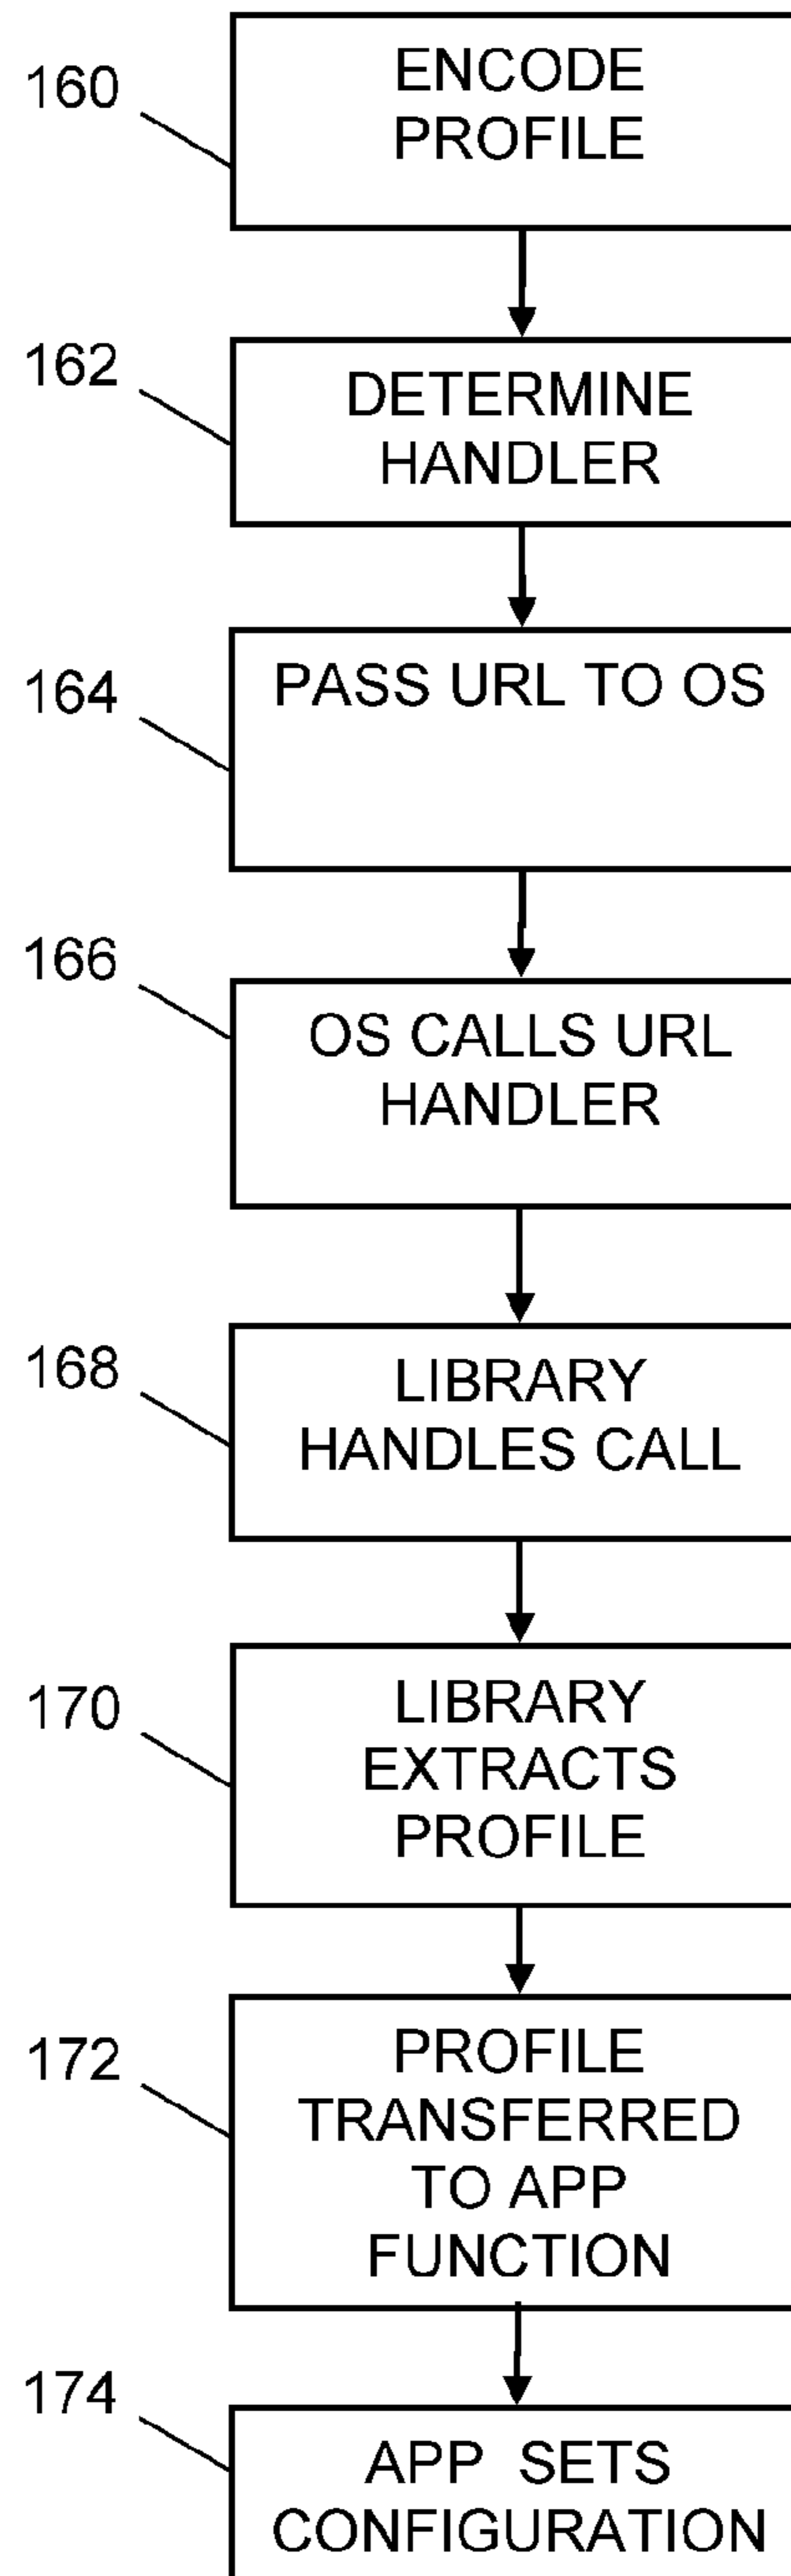 160
ENCODE
PROFILE
162
DETERMINE
HANDLER
164
PASS URL TO OS
166
OS CALLS URL
HANDLER
168
LIBRARY
HANDLES CALL
170
LIBRARY
EXTRACTS
PROFILE
172
PROFILE
TRANSFERRED
TO APP
FUNCTION
174
APP SETS
CONFIGURATION